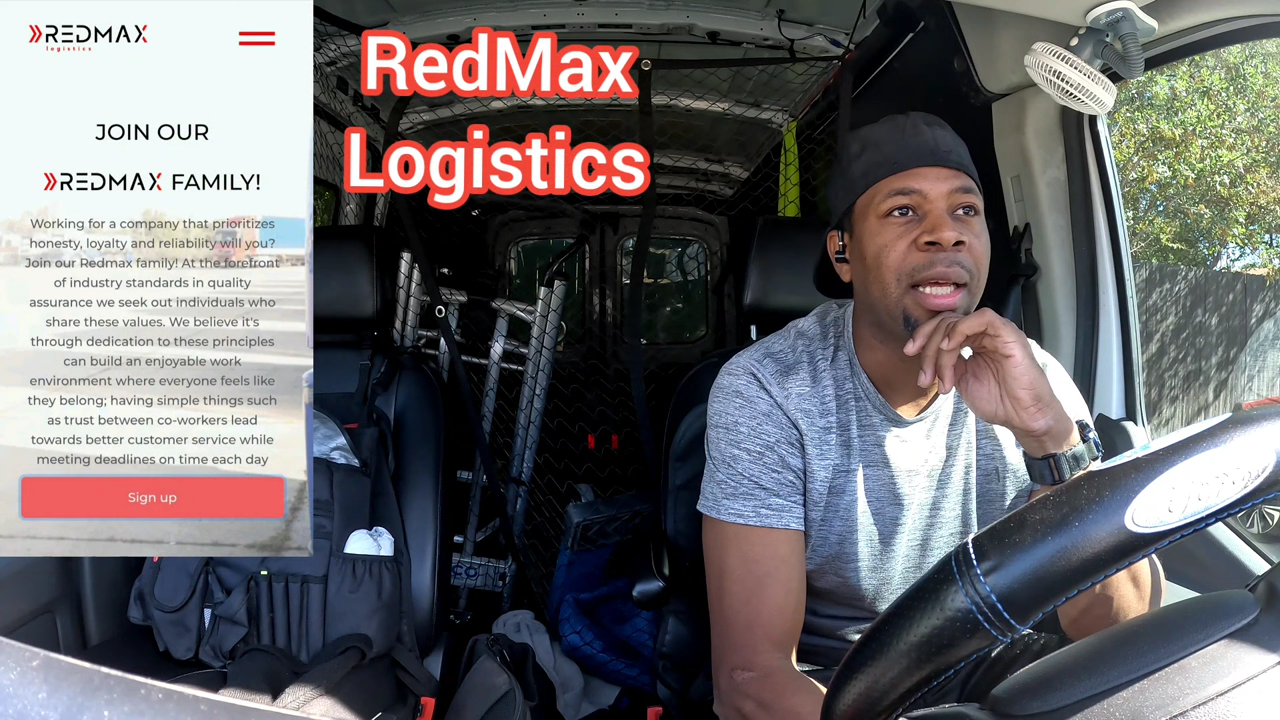 REDMAX
logistics
JOIN OUR
REDMAX FAMILY!
Working for a company that prioritizes
honesty, loyalty and reliability will you?
Join our Redmax family! At the forefront
of industry standards in quality
assurance we seek out individuals who
share these values. We believe it's
through dedication to these principles
can build an enjoyable work
environment where everyone feels like
they belong; having simple things such
as trust between co-workers lead
towards better customer service while
meeting deadlines on time each day
Sign up
RedMax
Logistics